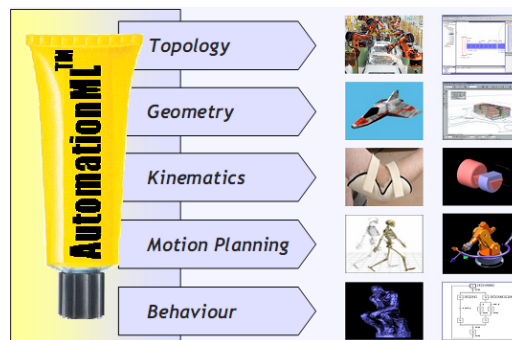 AutomationML™
Topology
Geometry
Kinematics
Motion Planning
Behaviour